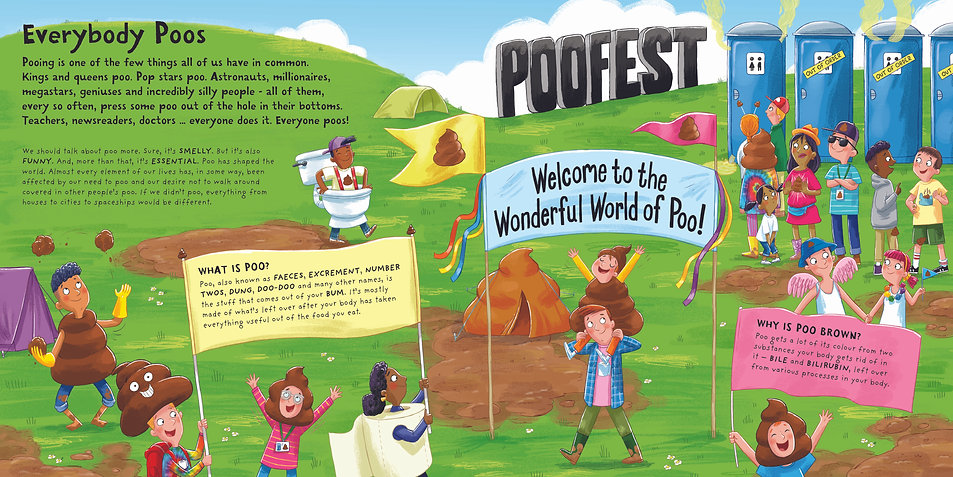 Everybody Poos
Pooing is one of the few things all of us have in common.
Kings and queens poo. Pop stars poo. Astronauts, millionaires,
megastars, geniuses and incredibly silly people - all of them,
every so often, press some poo out of the hole in their bottoms.
Teachers, newsreaders, doctors ... everyone does it. Everyone poos!
We should talk about poo more. Sure, it's SMELLY. But it's also
FUNNY. And, more than that, it's ESSENTIAL. Poo has shaped the
world. Almost every element of our lives has, in some way, been
affected by our need to poo and our desire not to walk around
covered in other people's poo. If we didn't poo, everything from
houses to cities to spaceships would be different.
POOFEST
OUT OF ORDER
OUT OF ORDER
OUT OF
Welcome to the
Wonderful World of Poo!
WHAT IS POO?
Poo, also known as FAECES, EXCREMENT, NUMBER
TWOS, DUNG, DOO-DOO and many other names, is
the stuff that comes out of your BUM. It's mostly
made of what's left over after your body has taken
everything useful out of the food you eat.
WHY IS POO BROWN?
Poo gets a lot of its colour from two
substances your body gets rid of in
it – BILE and BILIRUBIN, left over
from various processes in your body.